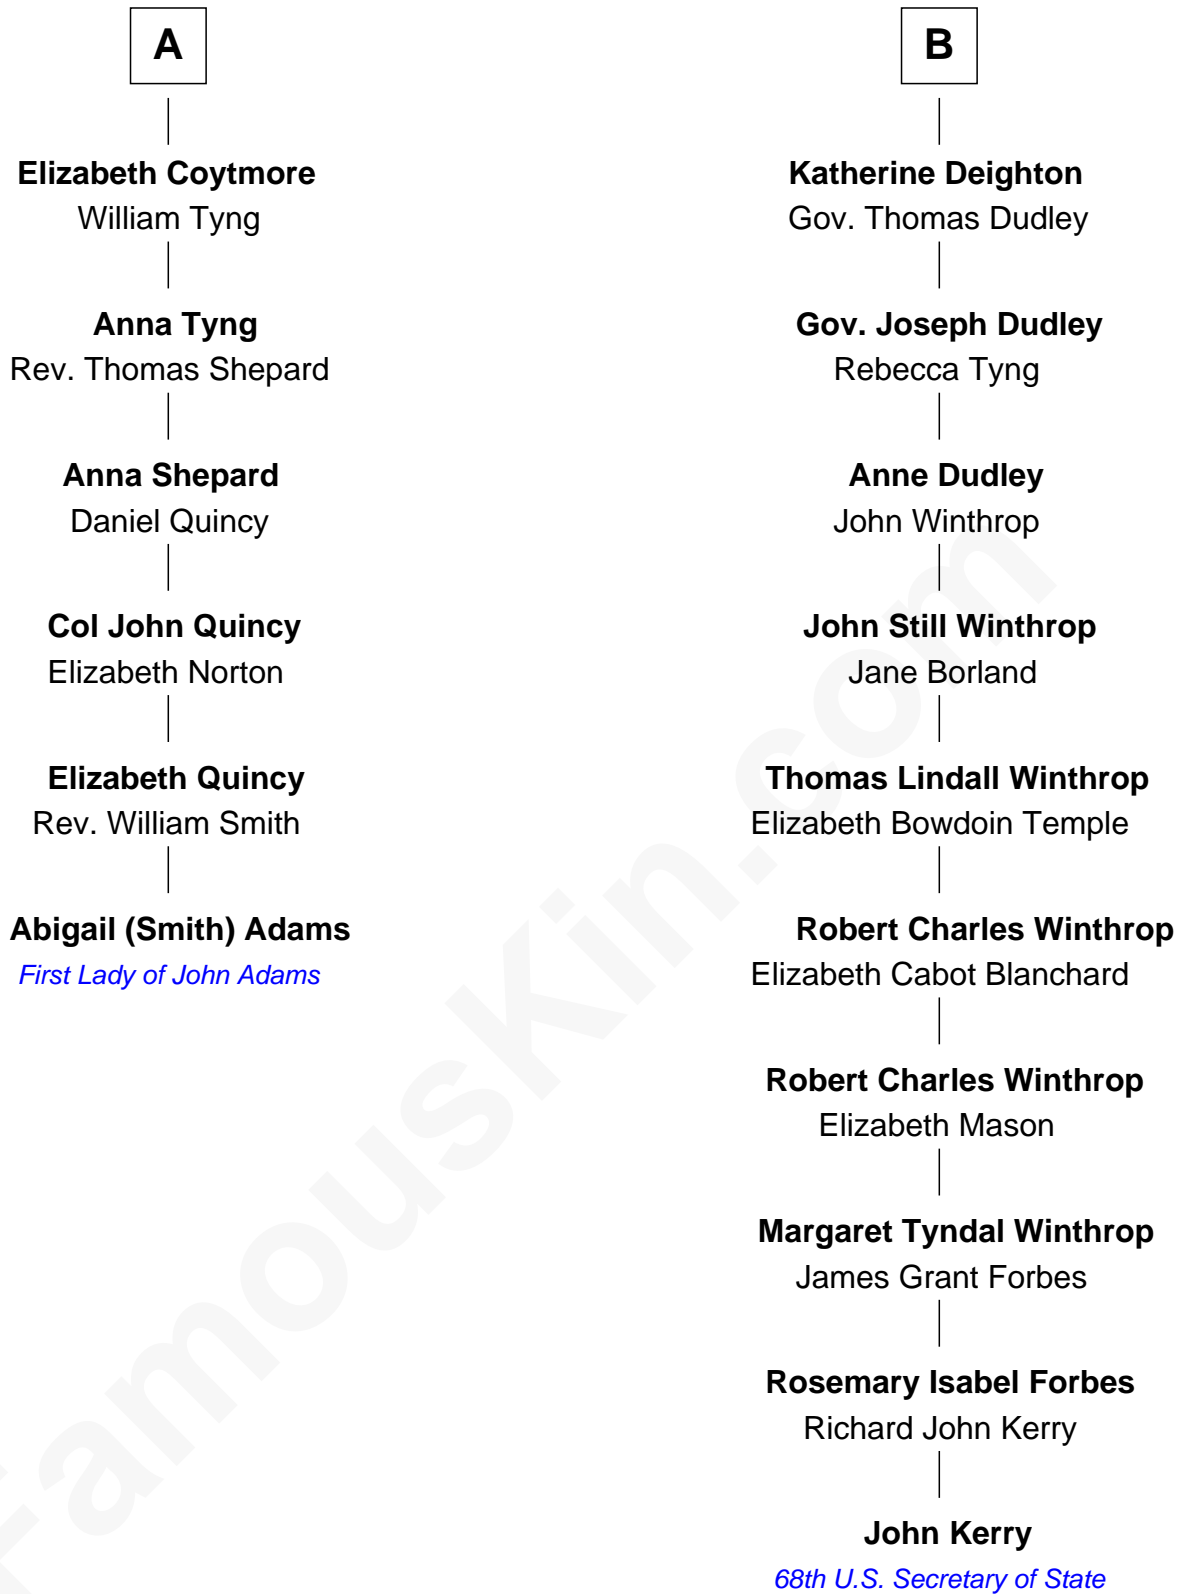 A
Elizabeth Coytmore
William Tyng
Anna Tyng
Rev. Thomas Shepard
Anna Shepard
Daniel Quincy
Col John Quincy
Elizabeth Norton
Elizabeth Quincy
Rev. William Smith
Abigail (Smith) Adams
First Lady of John Adams
B
Katherine Deighton
Gov. Thomas Dudley
Gov. Joseph Dudley
Rebecca Tyng
Anne Dudley
John Winthrop
John Still Winthrop
Jane Borland
Thomas Lindall Winthrop
Elizabeth Bowdoin Temple
Robert Charles Winthrop
Elizabeth Cabot Blanchard
Robert Charles Winthrop
Elizabeth Mason
Margaret Tyndal Winthrop
James Grant Forbes
Rosemary Isabel Forbes
Richard John Kerry
John Kerry
68th U.S. Secretary of State
FamousKin.com